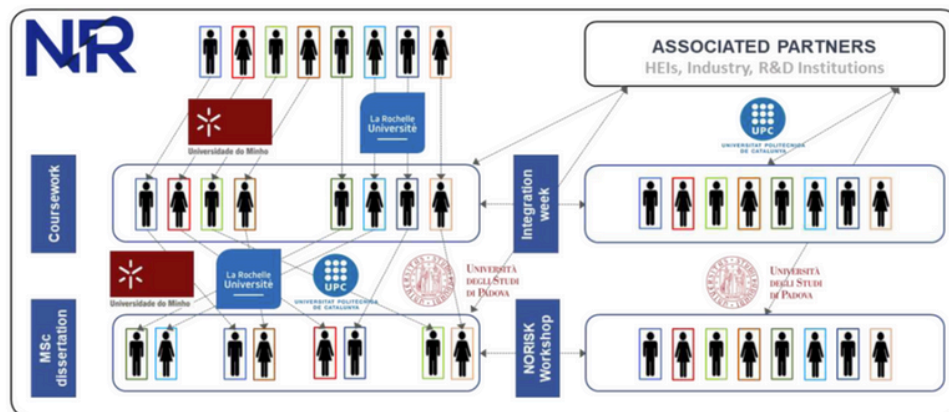 NR
ASSOCIATED PARTNERS
HEIs, Industry, R&D Institutions
Universidade do Minho
La Rochelle
Université
UPC
UNIVERSITAT POLITÈCNICA
DE CATALUNYA
Coursework
Integration
week
Universidade do Minho
La Rochelle
Université
UPC
UNIVERSITAT POLITÈCNICA
DE CATALUNYA
UNIVERSITÀ
DEGLI STUDI
DI PADOVA
UNIVERSITÀ
DEGLI STUDI
DI PADOVA
MSc
dissertation
NORISK
Workshop